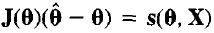 J(θ)(θ̂ − θ) = s(θ, X)